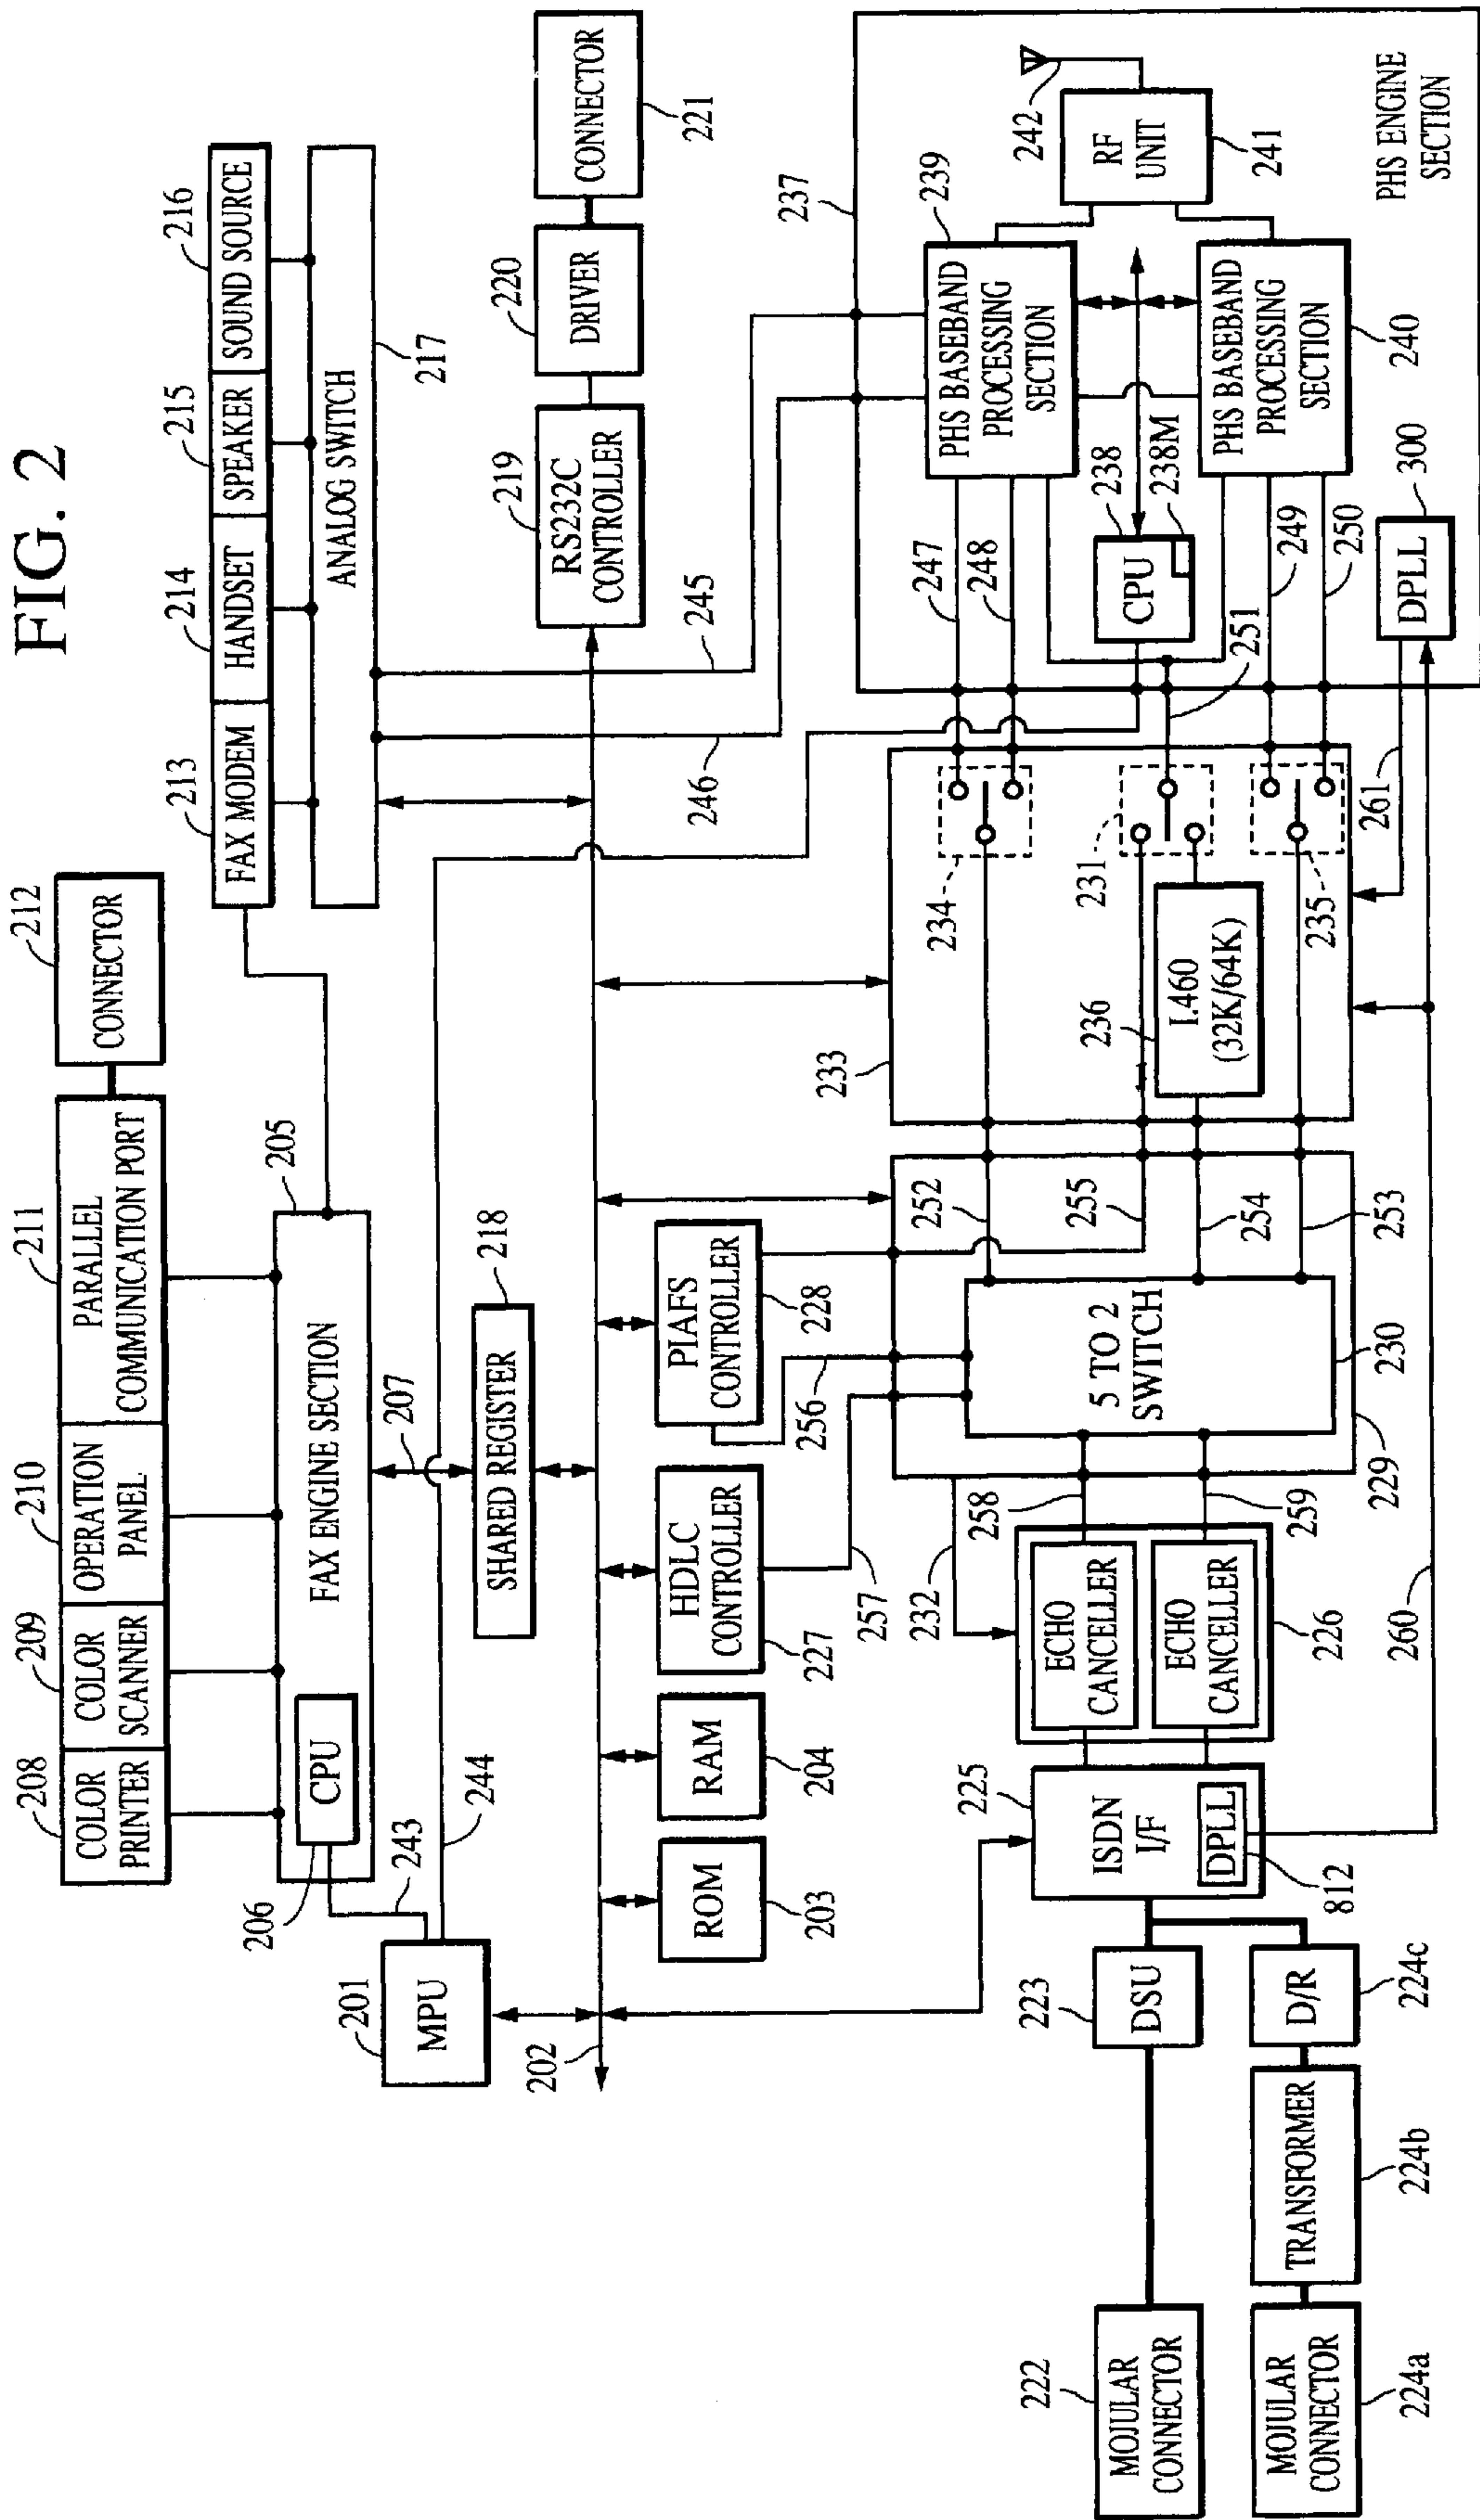 FIG. 2
208
COLOR
PRINTER
209
COLOR
SCANNER
210
OPERATION
PANEL
211
PARALLEL
COMMUNICATION PORT
212
CONNECTOR
213
FAX MODEM
214
HANDSET
215
SPEAKER
216
SOUND SOURCE
ANALOG SWITCH
217
205
FAX ENGINE SECTION
CPU
206
243
207
244
201
MPU
202
218
SHARED REGISTER
219
RS232C
CONTROLLER
220
DRIVER
CONNECTOR
221
245
246
ROM
203
RAM
204
HDLC
CONTROLLER
227
PIAFS
CONTROLLER
228
256
257
232
258
259
252
255
254
253
5 TO 2
SWITCH
230
229
233
234
231
235
236
I.460
(32K/64K)
261
260
237
239
PHS BASEBAND
PROCESSING
SECTION
PHS BASEBAND
PROCESSING
SECTION
240
RF
UNIT
241
242
247
248
249
250
251
CPU
238
238M
PHS ENGINE
SECTION
DPLL
300
ECHO
CANCELLER
ECHO
CANCELLER
226
225
ISDN
I/F
DPLL
812
223
DSU
D/R
224c
TRANSFORMER
224b
222
MOJULAR
CONNECTOR
MOJULAR
CONNECTOR
224a